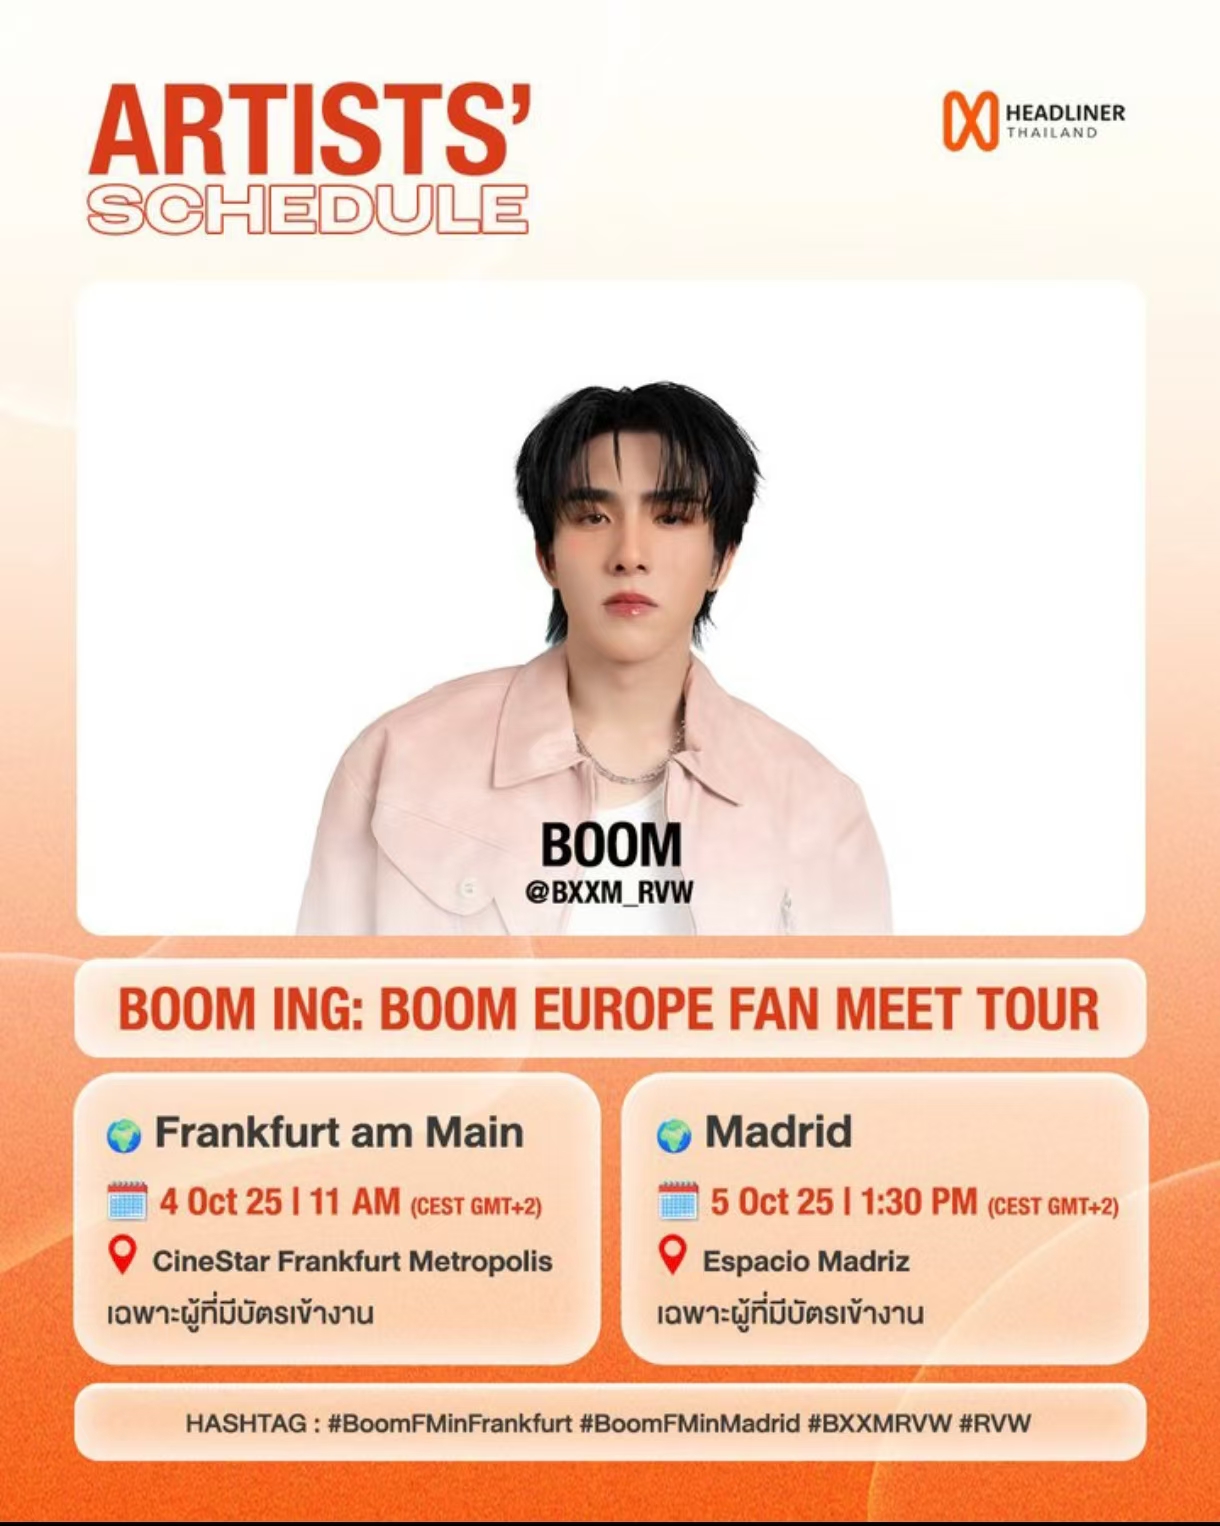 ARTISTS’
SCHEDULE
HEADLINER
THAILAND
BOOM
@BXXM_RVW
BOOM ING: BOOM EUROPE FAN MEET TOUR
Frankfurt am Main
4 Oct 25 | 11 AM (CEST GMT+2)
CineStar Frankfurt Metropolis
เฉพาะผู้ที่มีบัตรเข้างาน
Madrid
5 Oct 25 | 1:30 PM (CEST GMT+2)
Espacio Madriz
เฉพาะผู้ที่มีบัตรเข้างาน
HASHTAG : #BoomFMinFrankfurt #BoomFMinMadrid #BXXMRVW #RVW